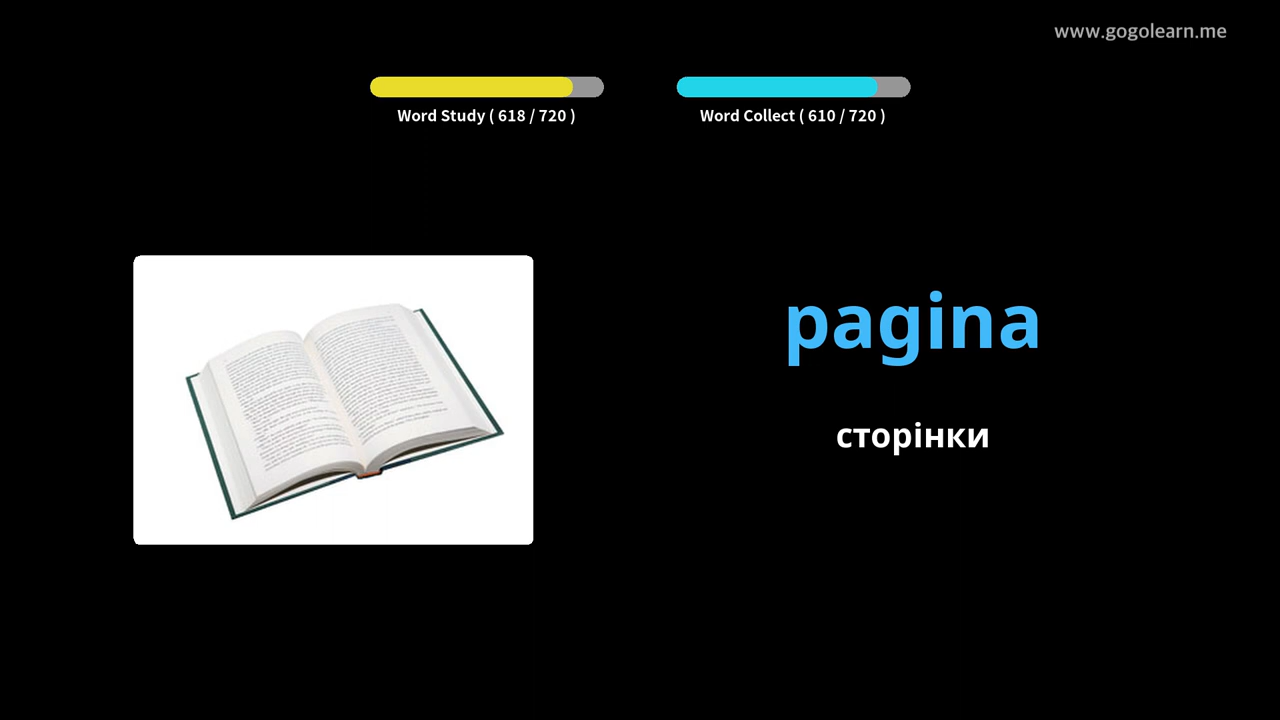 www.gogolearn.me
Word Study ( 618 / 720 )
Word Collect ( 610 / 720 )
pagina
сторінки